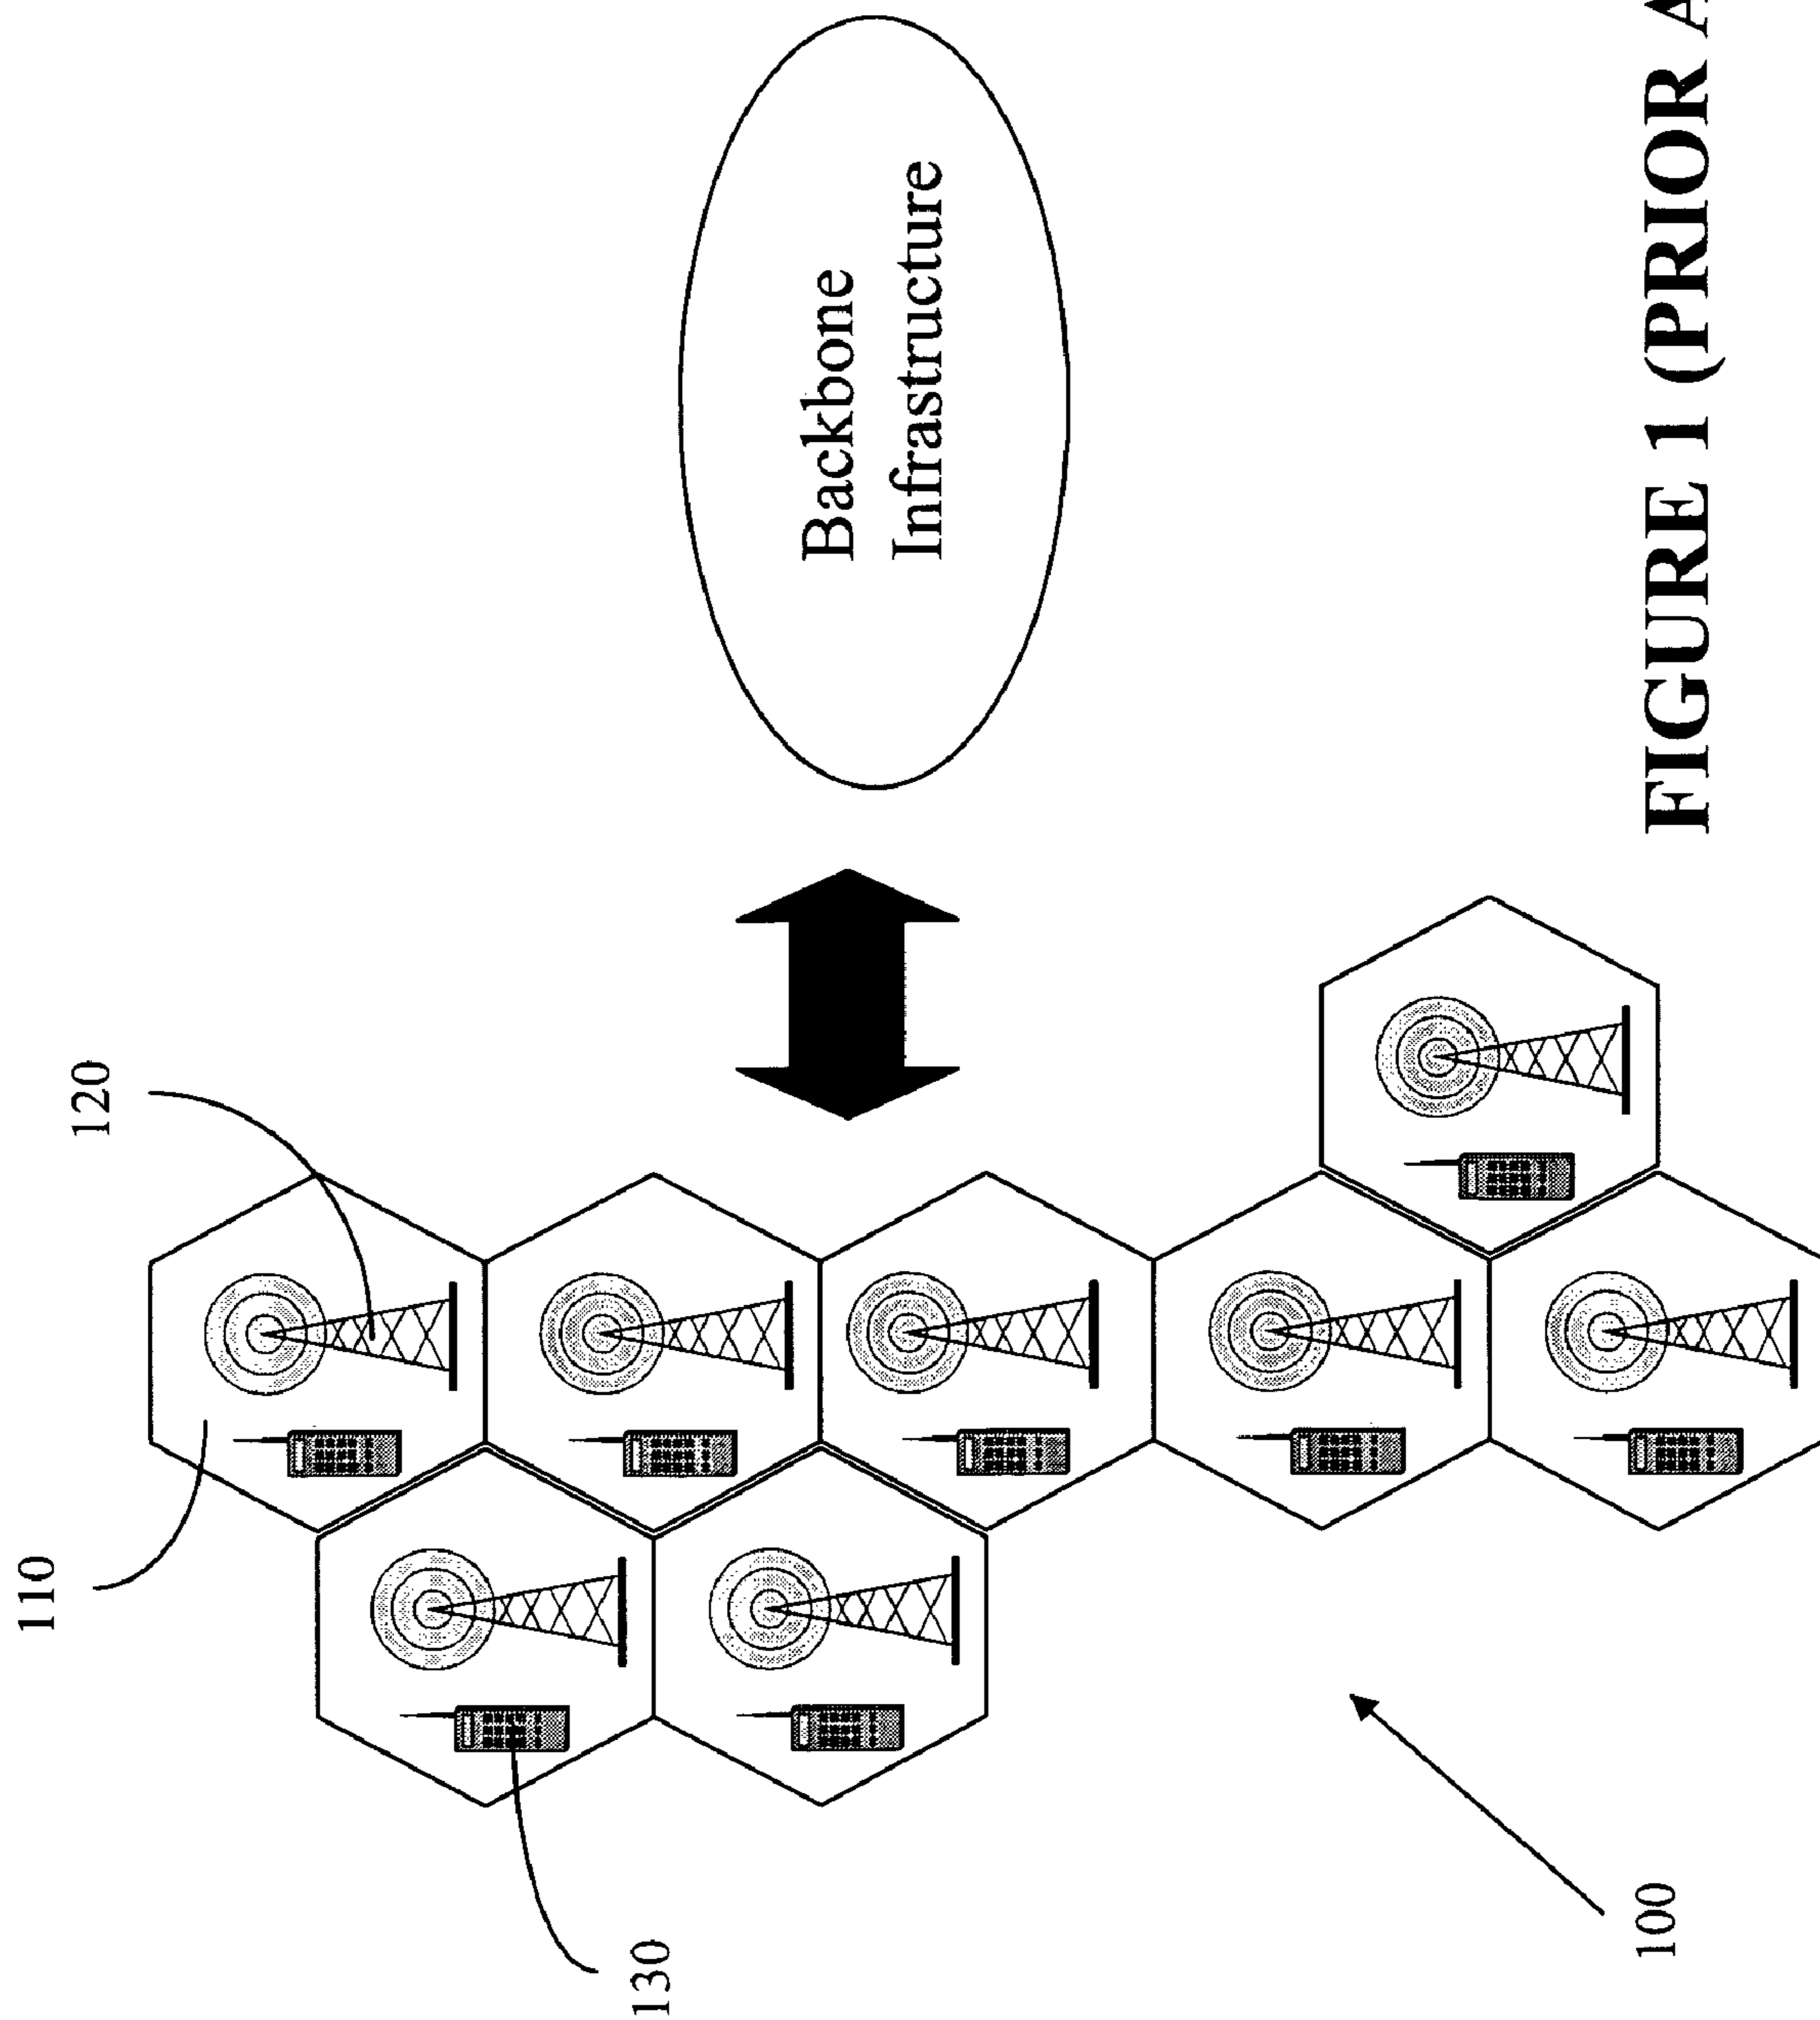 110
120
130
100
Backbone
Infrastructure
FIGURE 1 (PRIOR A